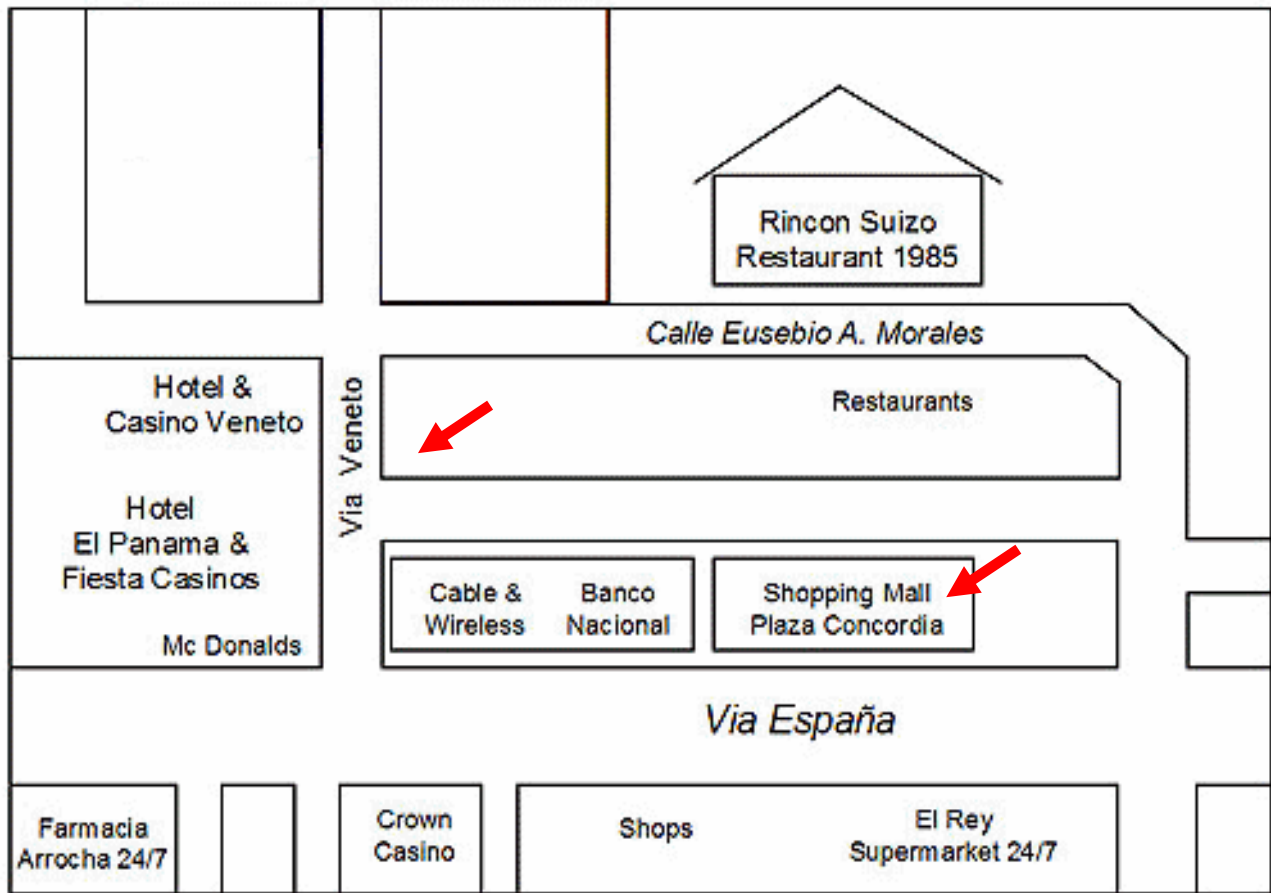 Rincon Suizo
Restaurant 1985
Calle Eusebio A. Morales
Hotel &
Casino Veneto
Via Veneto
Restaurants
Hotel
El Panama &
Fiesta Casinos
Mc Donalds
Cable &
Wireless
Banco
Nacional
Shopping Mall
Plaza Concordia
Via España
Farmacia
Arrocha 24/7
Crown
Casino
Shops
El Rey
Supermarket 24/7